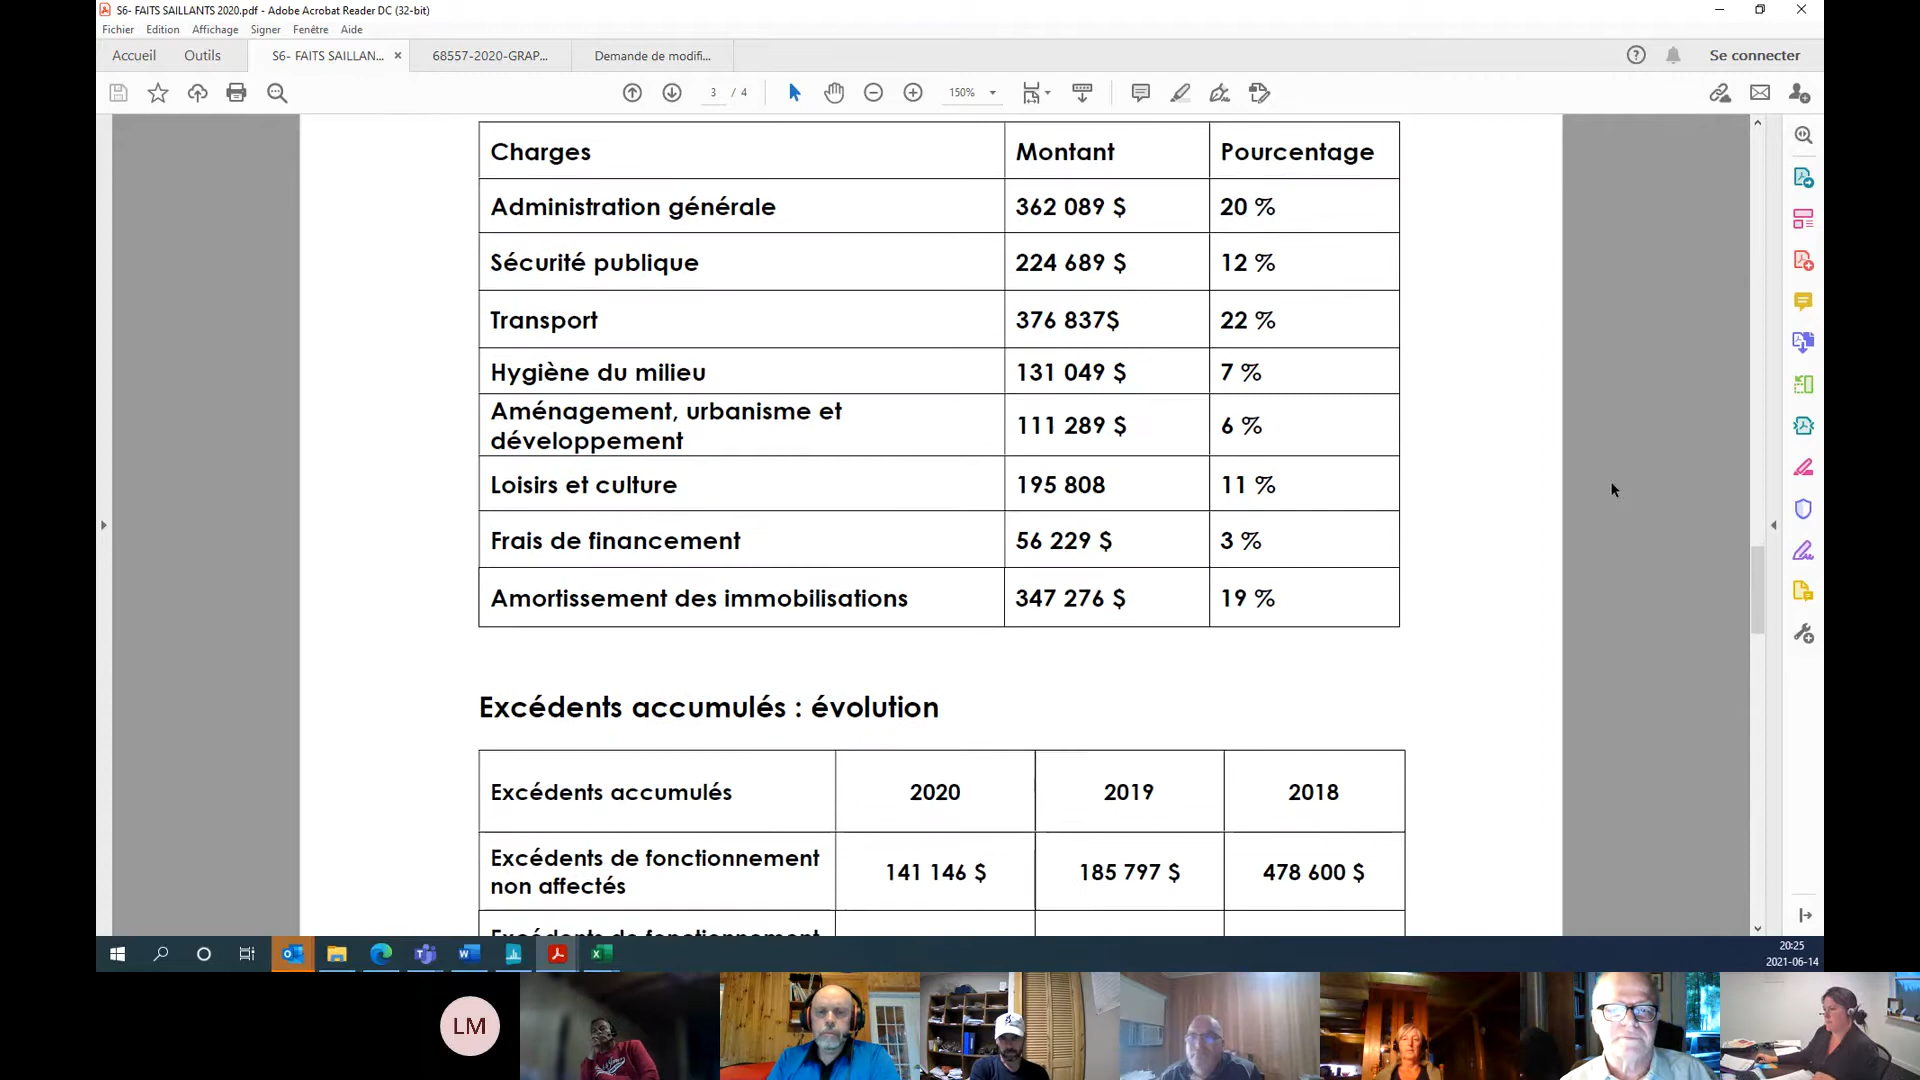 S6- FAITS SAILLANTS 2020.pdf - Adobe Acrobat Reader DC (32-bit)
Fichier Edition Affichage Signer Fenêtre Aide
Accueil Outils S6- FAITS SAILLAN... × 68557-2020-GRAP... Demande de modifi... Se connecter
3 / 4 150%
Charges Montant Pourcentage
Administration générale 362 089 $ 20 %
Sécurité publique 224 689 $ 12 %
Transport 376 837$ 22 %
Hygiène du milieu 131 049 $ 7 %
Aménagement, urbanisme et
développement 111 289 $ 6 %
Loisirs et culture 195 808 11 %
Frais de financement 56 229 $ 3 %
Amortissement des immobilisations 347 276 $ 19 %
Excédents accumulés : évolution
Excédents accumulés 2020 2019 2018
Excédents de fonctionnement
non affectés 141 146 $ 185 797 $ 478 600 $
Excédents de fonctionnement
20:25
2021-06-14
LM